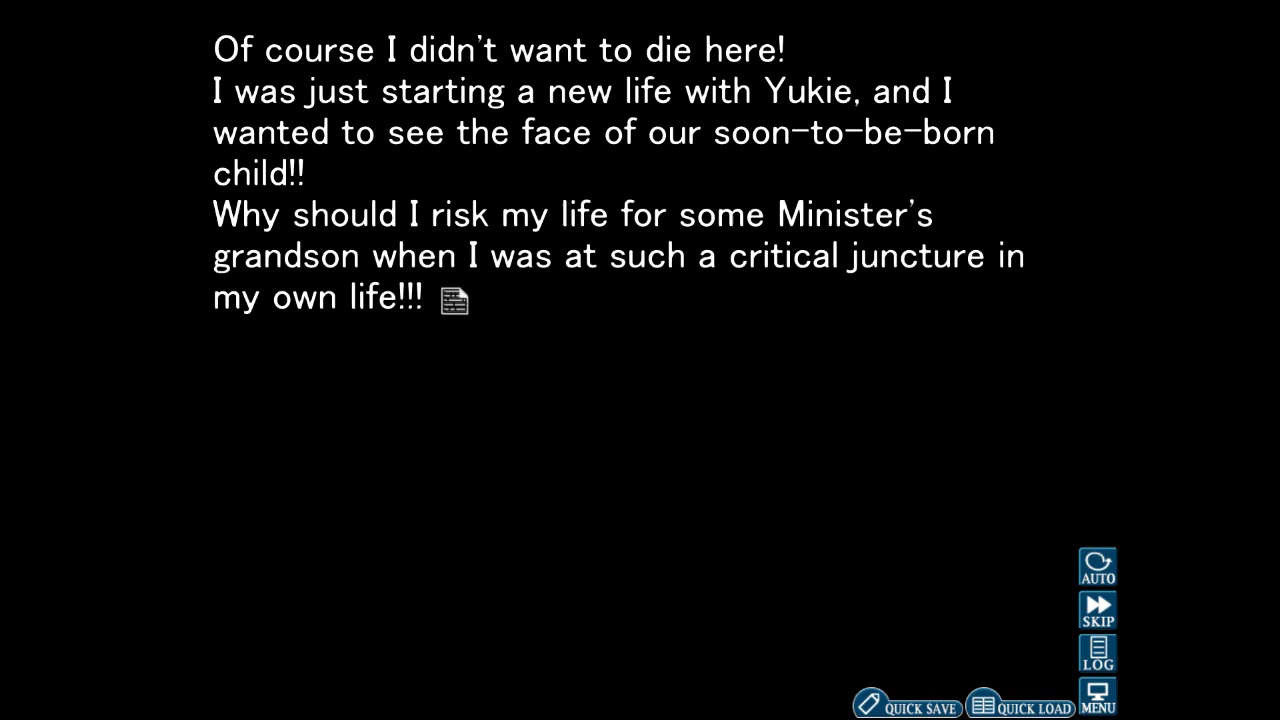 Of course I didn't want to die here!
I was just starting a new life with Yukie, and I
wanted to see the face of our soon-to-be-born
child!!
Why should I risk my life for some Minister's
grandson when I was at such a critical juncture in
my own life!!!
AUTO
SKIP
LOG
QUICK SAVE
QUICK LOAD
MENU